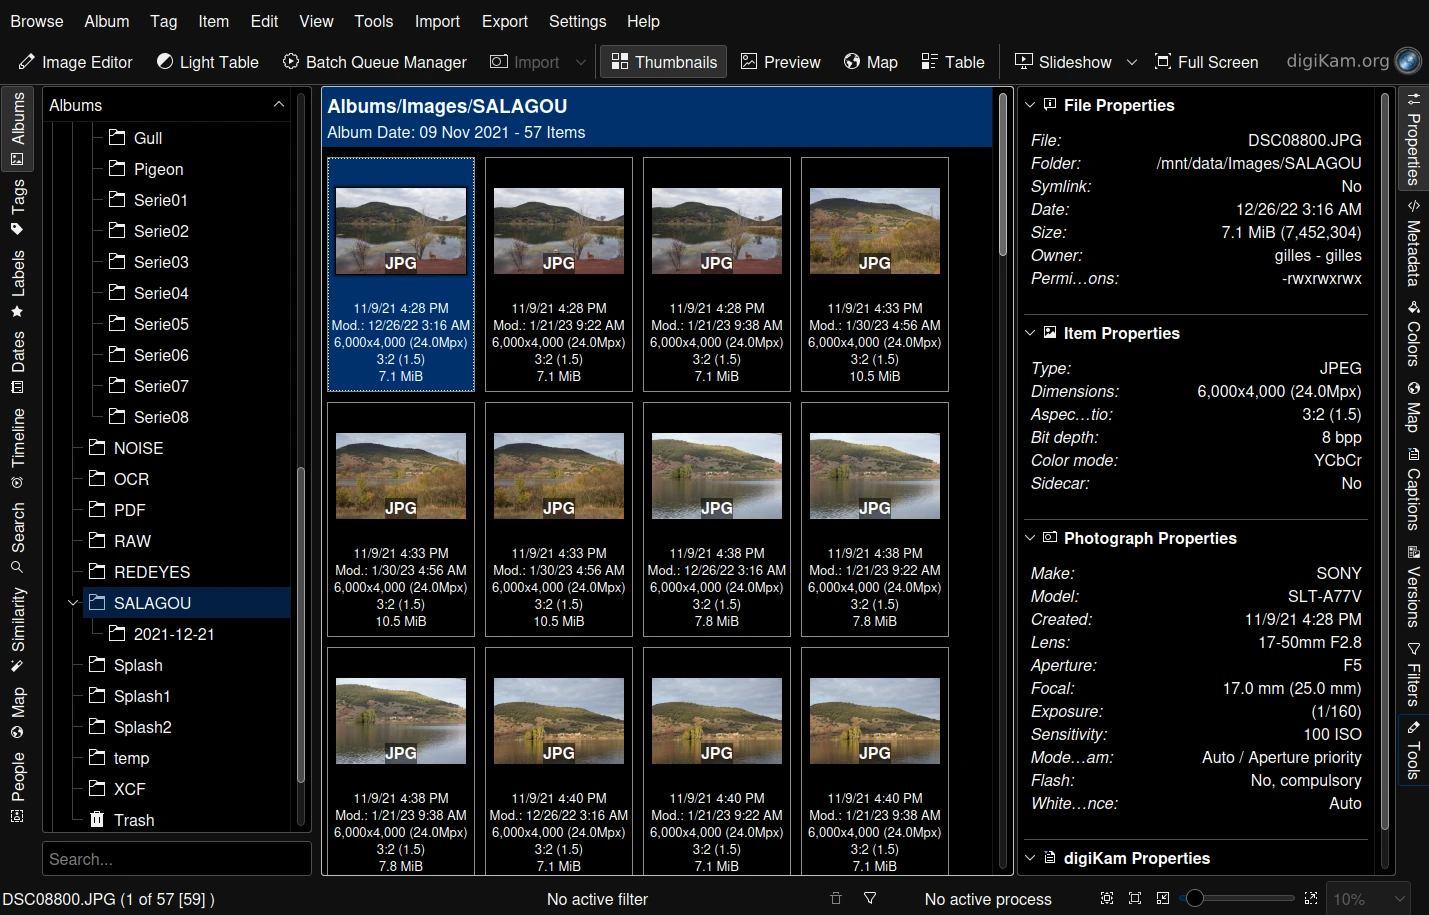 Browse Album Tag Item Edit View Tools Import Export Settings Help
Image Editor Light Table Batch Queue Manager Import Thumbnails Preview Map Table Slideshow Full Screen digiKam.org
Albums
Tags
Labels
Dates
Timeline
Search
Similarity
Map
People
Albums
Gull
Pigeon
Serie01
Serie02
Serie03
Serie04
Serie05
Serie06
Serie07
Serie08
NOISE
OCR
PDF
RAW
REDEYES
SALAGOU
2021-12-21
Splash
Splash1
Splash2
temp
XCF
Trash
Search...
Albums/Images/SALAGOU
Album Date: 09 Nov 2021 - 57 Items
JPG JPG JPG JPG
11/9/21 4:28 PM 11/9/21 4:28 PM 11/9/21 4:28 PM 11/9/21 4:33 PM
Mod.: 12/26/22 3:16 AM Mod.: 1/21/23 9:22 AM Mod.: 1/21/23 9:38 AM Mod.: 1/30/23 4:56 AM
6,000x4,000 (24.0Mpx) 6,000x4,000 (24.0Mpx) 6,000x4,000 (24.0Mpx) 6,000x4,000 (24.0Mpx)
3:2 (1.5) 3:2 (1.5) 3:2 (1.5) 3:2 (1.5)
7.1 MiB 7.1 MiB 7.1 MiB 10.5 MiB
JPG JPG JPG JPG
11/9/21 4:33 PM 11/9/21 4:33 PM 11/9/21 4:38 PM 11/9/21 4:38 PM
Mod.: 1/30/23 4:56 AM Mod.: 1/30/23 4:56 AM Mod.: 12/26/22 3:16 AM Mod.: 1/21/23 9:22 AM
6,000x4,000 (24.0Mpx) 6,000x4,000 (24.0Mpx) 6,000x4,000 (24.0Mpx) 6,000x4,000 (24.0Mpx)
3:2 (1.5) 3:2 (1.5) 3:2 (1.5) 3:2 (1.5)
10.5 MiB 10.5 MiB 7.8 MiB 7.8 MiB
JPG JPG JPG JPG
11/9/21 4:38 PM 11/9/21 4:40 PM 11/9/21 4:40 PM 11/9/21 4:40 PM
Mod.: 1/21/23 9:38 AM Mod.: 12/26/22 3:16 AM Mod.: 1/21/23 9:22 AM Mod.: 1/21/23 9:38 AM
6,000x4,000 (24.0Mpx) 6,000x4,000 (24.0Mpx) 6,000x4,000 (24.0Mpx) 6,000x4,000 (24.0Mpx)
3:2 (1.5) 3:2 (1.5) 3:2 (1.5) 3:2 (1.5)
7.8 MiB 7.1 MiB 7.1 MiB 7.1 MiB
File Properties
File: DSC08800.JPG
Folder: /mnt/data/Images/SALAGOU
Symlink: No
Date: 12/26/22 3:16 AM
Size: 7.1 MiB (7,452,304)
Owner: gilles - gilles
Permi...ons: -rwxrwxrwx
Item Properties
Type: JPEG
Dimensions: 6,000x4,000 (24.0Mpx)
Aspec...tio: 3:2 (1.5)
Bit depth: 8 bpp
Color mode: YCbCr
Sidecar: No
Photograph Properties
Make: SONY
Model: SLT-A77V
Created: 11/9/21 4:28 PM
Lens: 17-50mm F2.8
Aperture: F5
Focal: 17.0 mm (25.0 mm)
Exposure: (1/160)
Sensitivity: 100 ISO
Mode...am: Auto / Aperture priority
Flash: No, compulsory
White...nce: Auto
digiKam Properties
Properties
Metadata
Colors
Map
Captions
Versions
Filters
Tools
DSC08800.JPG (1 of 57 [59] ) No active filter No active process 10%